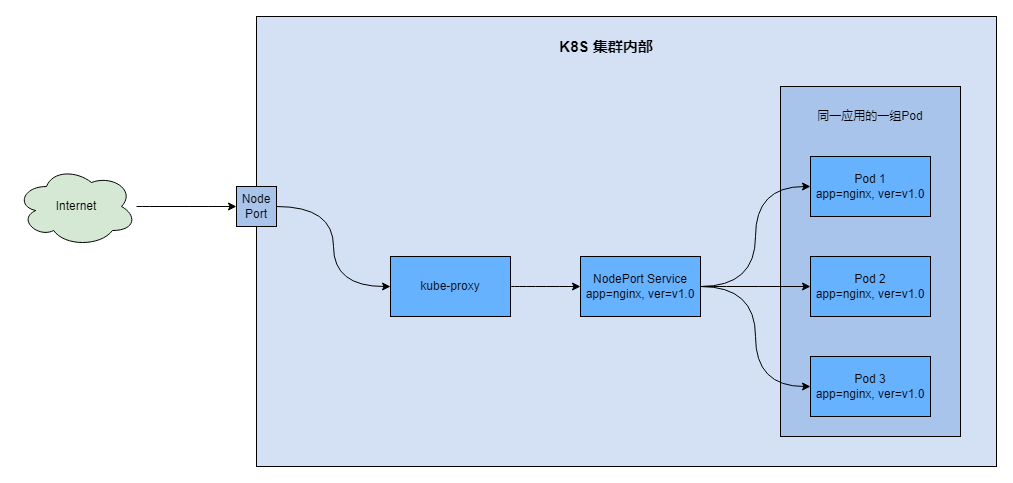 K8S 集群内部
同一应用的一组Pod
Internet
Node
Port
kube-proxy
NodePort Service
app=nginx, ver=v1.0
Pod 1
app=nginx, ver=v1.0
Pod 2
app=nginx, ver=v1.0
Pod 3
app=nginx, ver=v1.0